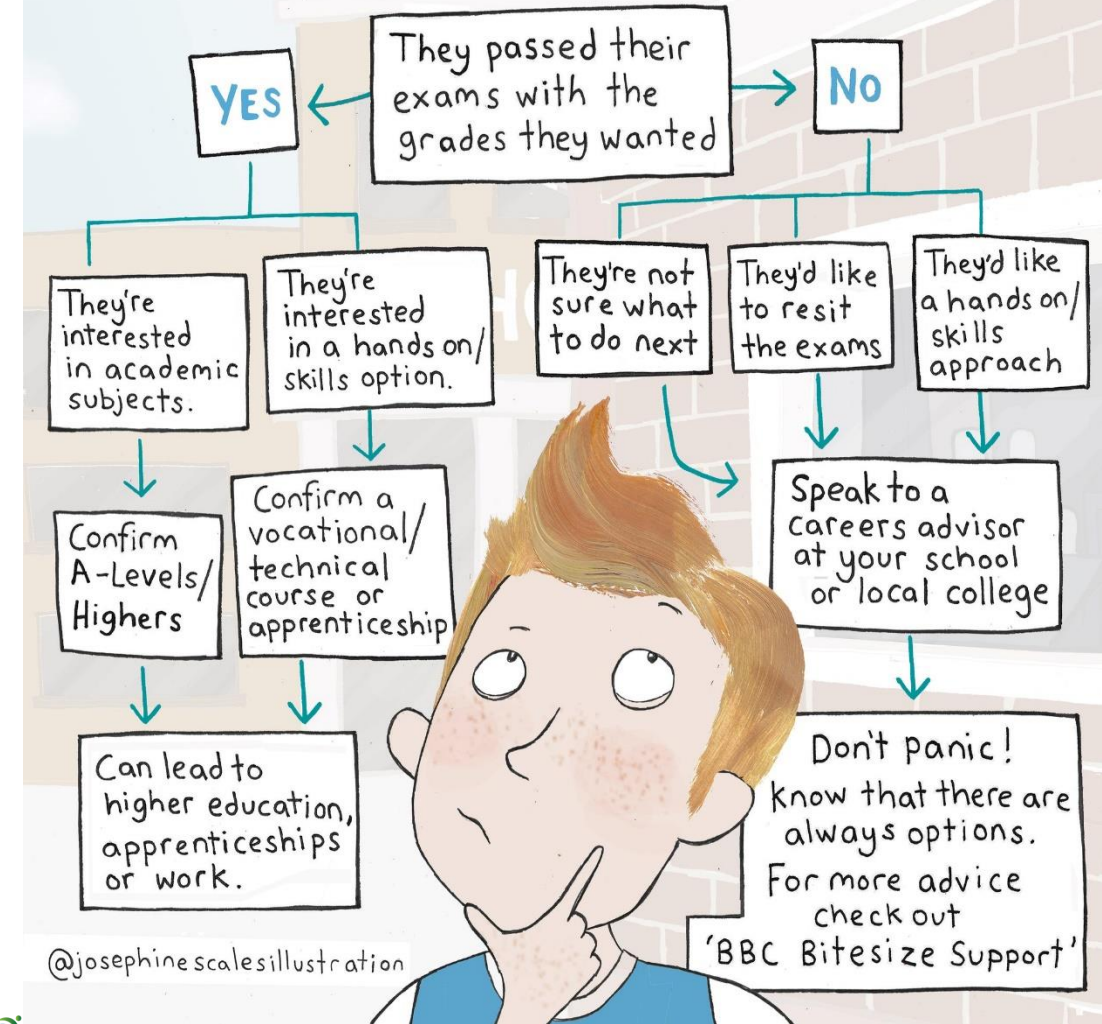 They passed their
exams with the
grades they wanted
YES
NO
They're
interested
in academic
subjects.
They're
interested
in a hands on/
skills option.
They're not
sure what
to do next
They'd like
to resit
the exams
They'd like
a hands on/
skills
approach
Confirm
A-Levels/
Highers
Confirm a
vocational/
technical
course or
apprenticeship
Speak to a
careers advisor
at your school
or local college
Can lead to
higher education,
apprenticeships
or work.
Don't panic!
Know that there are
always options.
For more advice
check out
'BBC Bitesize Support'
@josephinescalesillustration